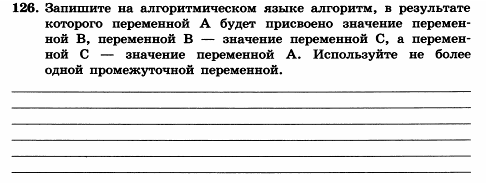 126. Запишите на алгоритмическом языке алгоритм, в результате
которого переменной А будет присвоено значение перемен-
ной В, переменной В — значение переменной С, а перемен-
ной С — значение переменной А. Используйте не более
одной промежуточной переменной.